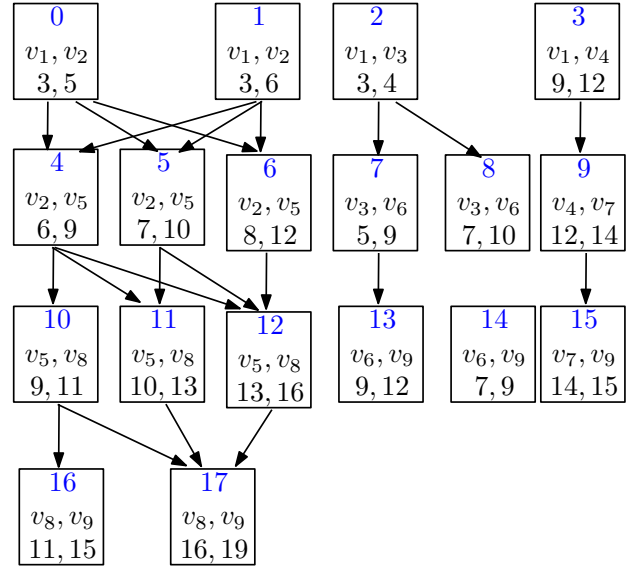 0
v₁, v₂
3, 5
1
v₁, v₂
3, 6
2
v₁, v₃
3, 4
3
v₁, v₄
9, 12
4
v₂, v₅
6, 9
5
v₂, v₅
7, 10
6
v₂, v₅
8, 12
7
v₃, v₆
5, 9
8
v₃, v₆
7, 10
9
v₄, v₇
12, 14
10
v₅, v₈
9, 11
11
v₅, v₈
10, 13
12
v₅, v₈
13, 16
13
v₆, v₉
9, 12
14
v₆, v₉
7, 9
15
v₇, v₉
14, 15
16
v₈, v₉
11, 15
17
v₈, v₉
16, 19